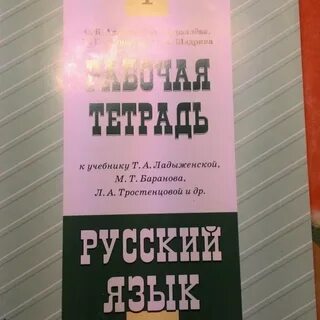 РАБОЧАЯ
ТЕТРАДЬ
к учебнику Т. А. Ладыженской,
М. Т. Баранова,
Л. А. Тростенцовой и др.
РУССКИЙ
ЯЗЫК